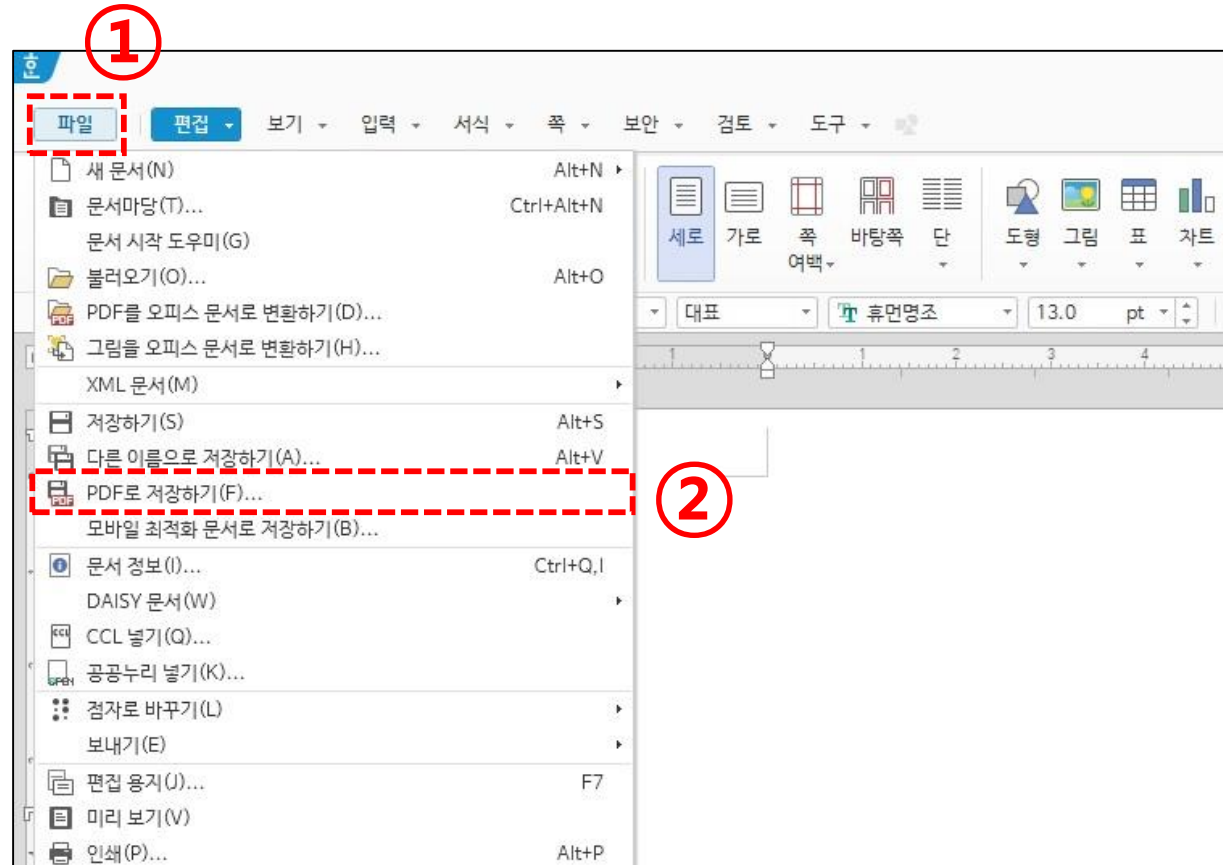 ①
훈
파일 편집 보기 입력 서식 쪽 보안 검토 도구
새 문서(N) Alt+N
문서마당(T)... Ctrl+Alt+N
문서 시작 도우미(G)
불러오기(O)... Alt+O
PDF를 오피스 문서로 변환하기(D)...
그림을 오피스 문서로 변환하기(H)...
XML 문서(M)
저장하기(S) Alt+S
다른 이름으로 저장하기(A)... Alt+V
PDF로 저장하기(F)...
②
모바일 최적화 문서로 저장하기(B)...
문서 정보(I)... Ctrl+Q,I
DAISY 문서(W)
CCL 넣기(Q)...
공공누리 넣기(K)...
점자로 바꾸기(L)
보내기(E)
편집 용지(J)... F7
미리 보기(V)
인쇄(P)... Alt+P
세로 가로 쪽 바탕쪽 단 도형 그림 표 차트
여백
대표 휴먼명조 13.0 pt
1 1 2 3 4